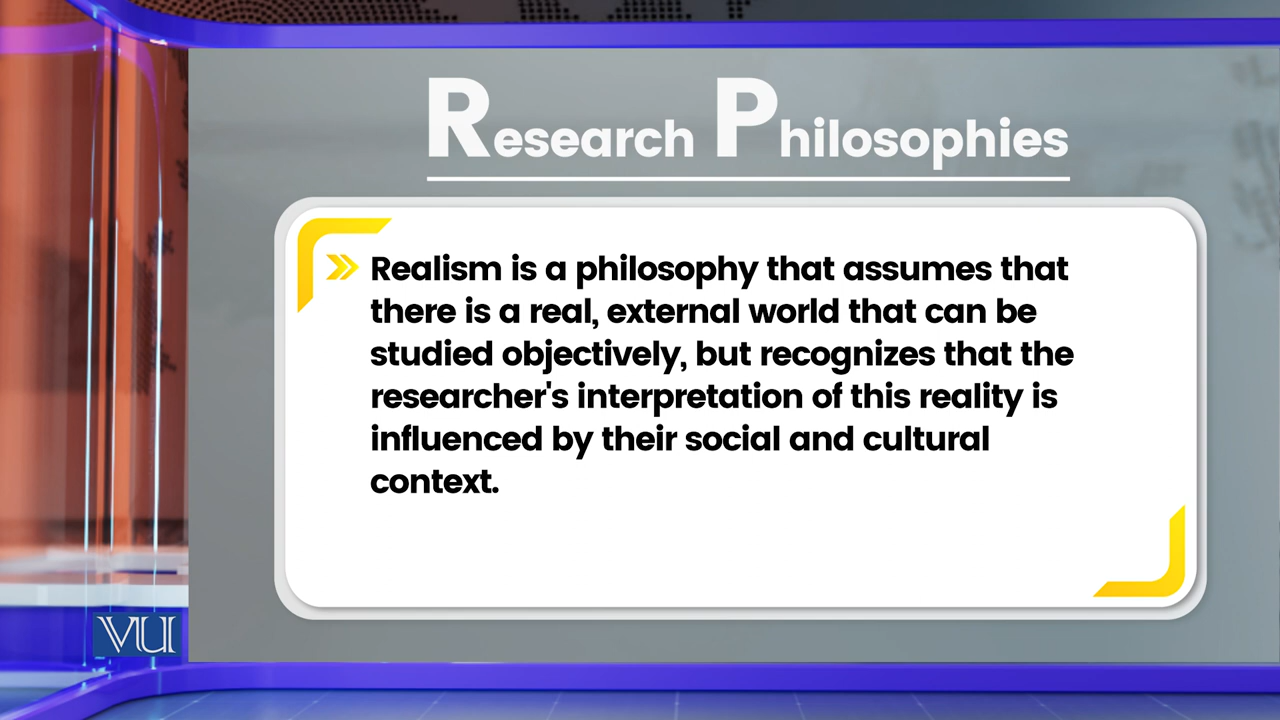 Research Philosophies
Realism is a philosophy that assumes that
there is a real, external world that can be
studied objectively, but recognizes that the
researcher's interpretation of this reality is
influenced by their social and cultural
context.
VU